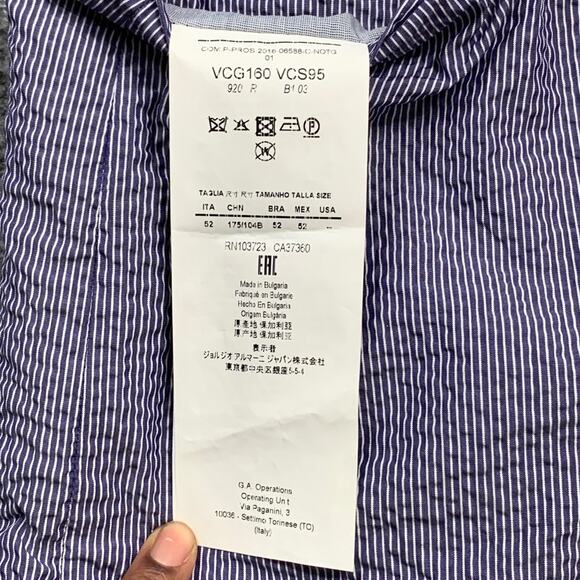 COM.P-PROS.2016-06588-C-NOTG
01
VCG160 VCS95
920 R B1 03
TAGLIA 尺寸 尺寸 TAMANHO TALLA SIZE
ITA CHN BRA MEX USA
52 175/104B 52 52 --
RN103723 CA37360
EAC
Made in Bulgaria
Fabriqué en Bulgarie
Hecho En Bulgaria
Origem Bulgária
原產地 保加利亞
原产地 保加利亚
表示者
ジョルジオアルマーニ ジャパン株式会社
東京都中央区銀座5-5-4
G.A. Operations
Operating Unit
Via Paganini, 3
10036 - Settimo Torinese (TO)
(Italy)